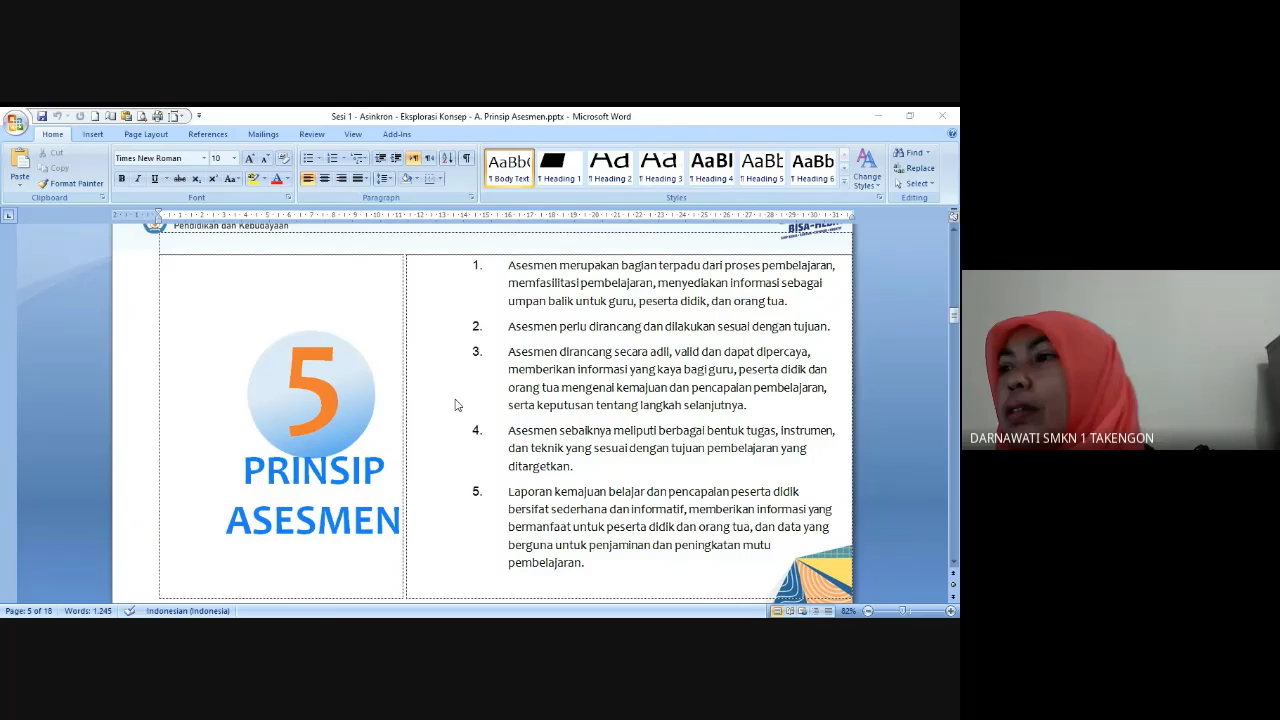 Sesi 1 - Asinkron - Eksplorasi Konsep - A. Prinsip Asesmen.pptx - Microsoft Word
Home Insert Page Layout References Mailings Review View Add-Ins
Paste
Cut
Copy
Format Painter
Clipboard
Times New Roman 10
Font
Paragraph
AaBbC AaBbCc AaBbC AaBb
¶ Body Text ¶ Heading 1 ¶ Heading 2 ¶ Heading 3 ¶ Heading 4 ¶ Heading 5 ¶ Heading 6
Change Styles
Styles
Find
Replace
Select
Editing
Pendidikan dan Kebudayaan
5
PRINSIP
ASESMEN
1. Asesmen merupakan bagian terpadu dari proses pembelajaran,
memfasilitasi pembelajaran, menyediakan informasi sebagai
umpan balik untuk guru, peserta didik, dan orang tua.
2. Asesmen perlu dirancang dan dilakukan sesuai dengan tujuan.
3. Asesmen dirancang secara adil, valid dan dapat dipercaya,
memberikan informasi yang kaya bagi guru, peserta didik dan
orang tua mengenai kemajuan dan pencapaian pembelajaran,
serta keputusan tentang langkah selanjutnya.
4. Asesmen sebaiknya meliputi berbagai bentuk tugas, instrumen,
dan teknik yang sesuai dengan tujuan pembelajaran yang
ditargetkan.
5. Laporan kemajuan belajar dan pencapaian peserta didik
bersifat sederhana dan informatif, memberikan informasi yang
bermanfaat untuk peserta didik dan orang tua, dan data yang
berguna untuk penjaminan dan peningkatan mutu
pembelajaran.
Page: 5 of 18 Words: 1.245 Indonesian (Indonesia) 82%
DARNAWATI SMKN 1 TAKENGON